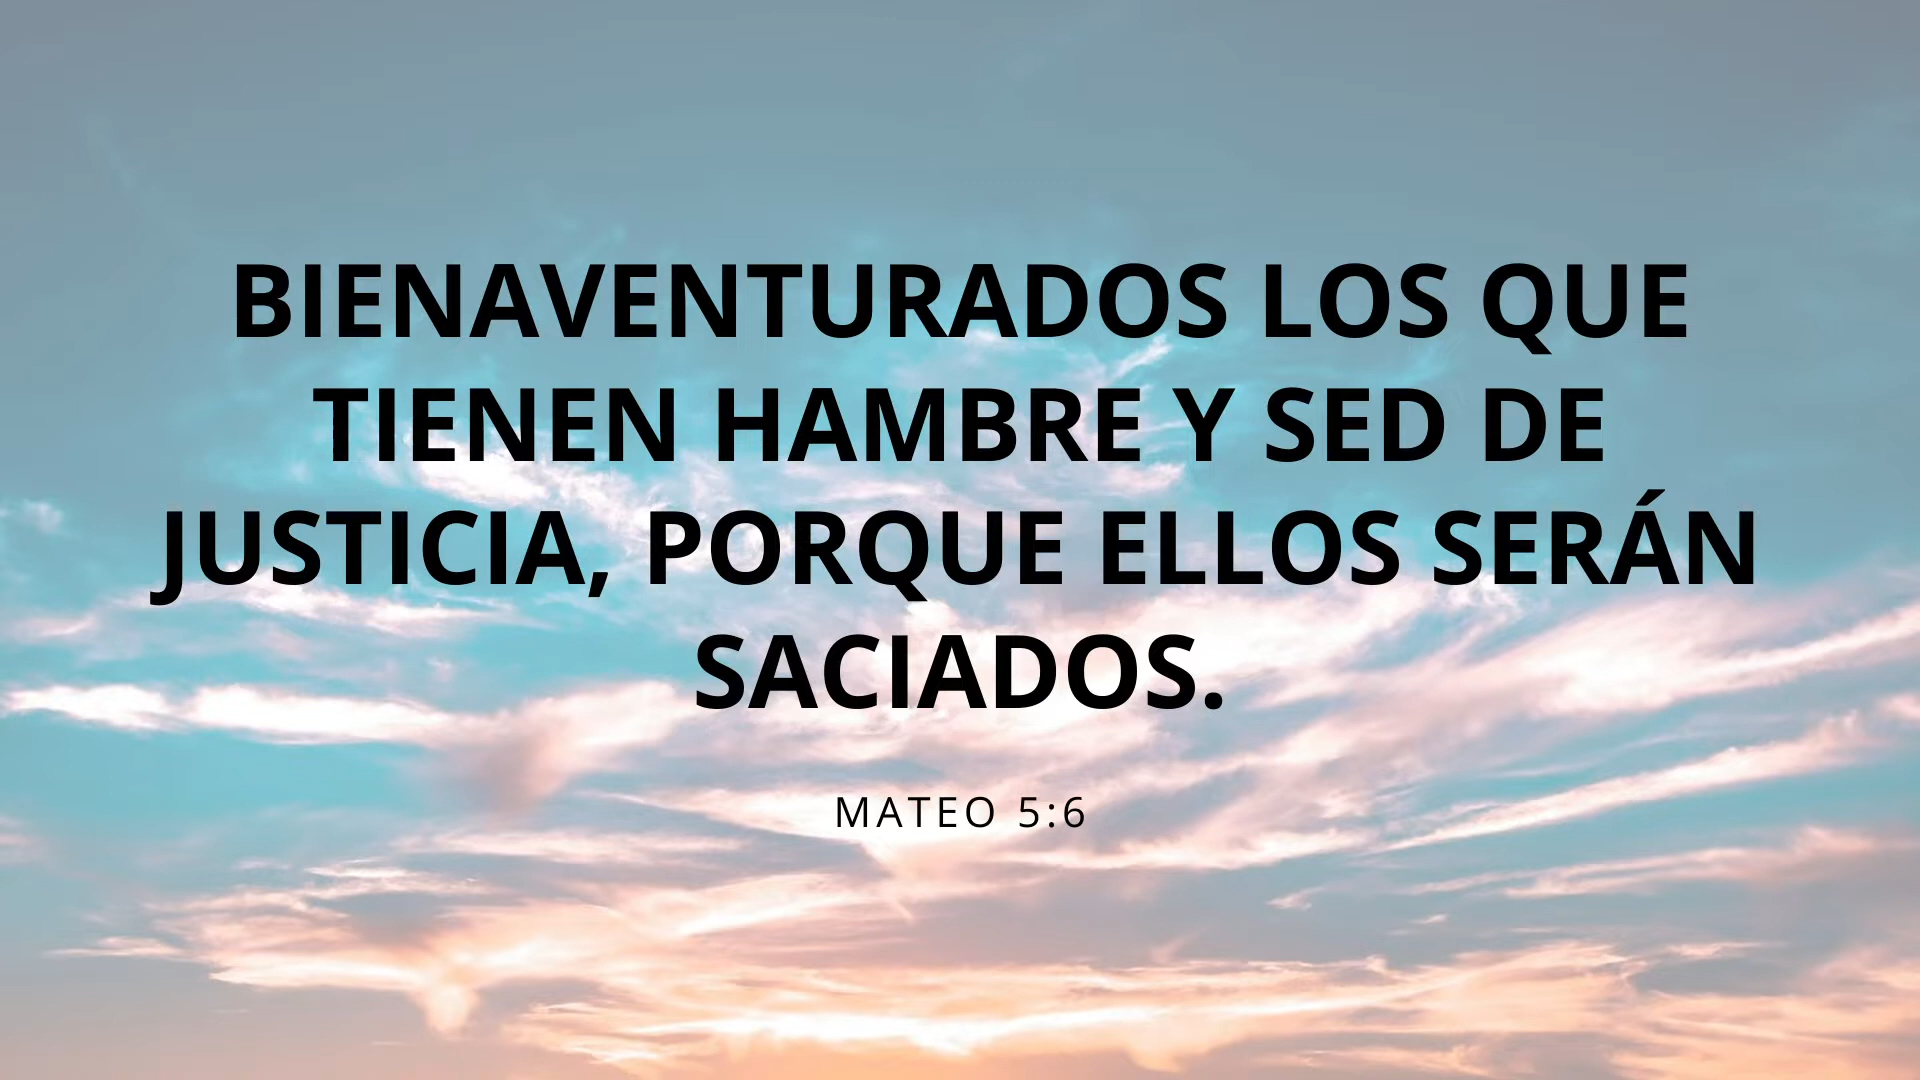 BIENAVENTURADOS LOS QUE
TIENEN HAMBRE Y SED DE
JUSTICIA, PORQUE ELLOS SERÁN
SACIADOS.
MATEO 5:6